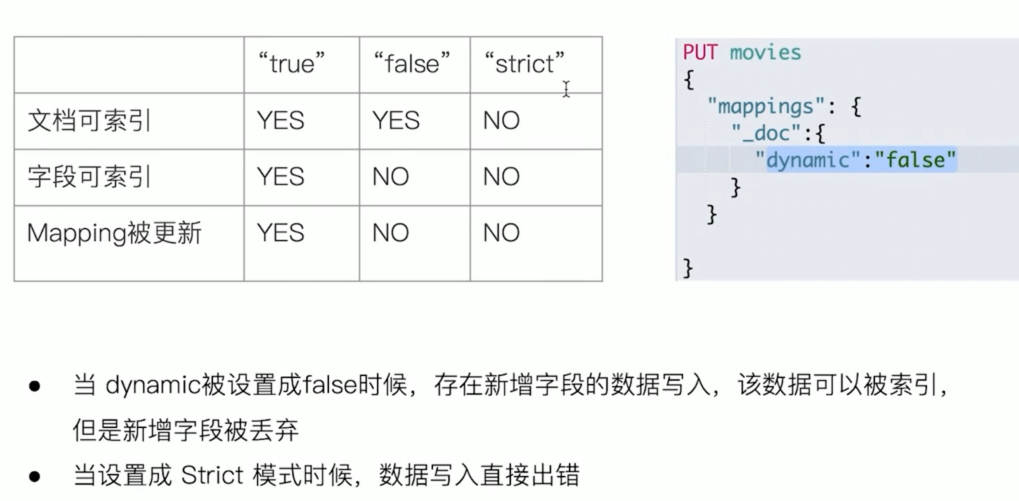 “true” “false” “strict”
文档可索引 YES YES NO
字段可索引 YES NO NO
Mapping被更新 YES NO NO
PUT movies
{
"mappings": {
"_doc":{
"dynamic":"false"
}
}
}
● 当 dynamic被设置成false时候，存在新增字段的数据写入，该数据可以被索引，
但是新增字段被丢弃
● 当设置成 Strict 模式时候，数据写入直接出错